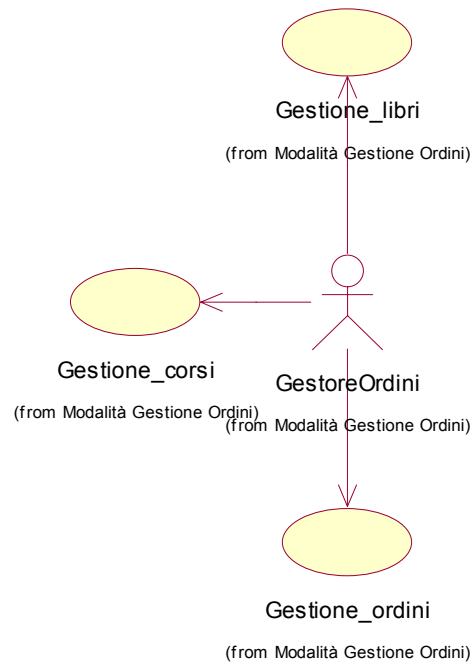 Gestione_libri
(from Modalità Gestione Ordini)
Gestione_corsi
(from Modalità Gestione Ordini)
GestoreOrdini
(from Modalità Gestione Ordini)
Gestione_ordini
(from Modalità Gestione Ordini)